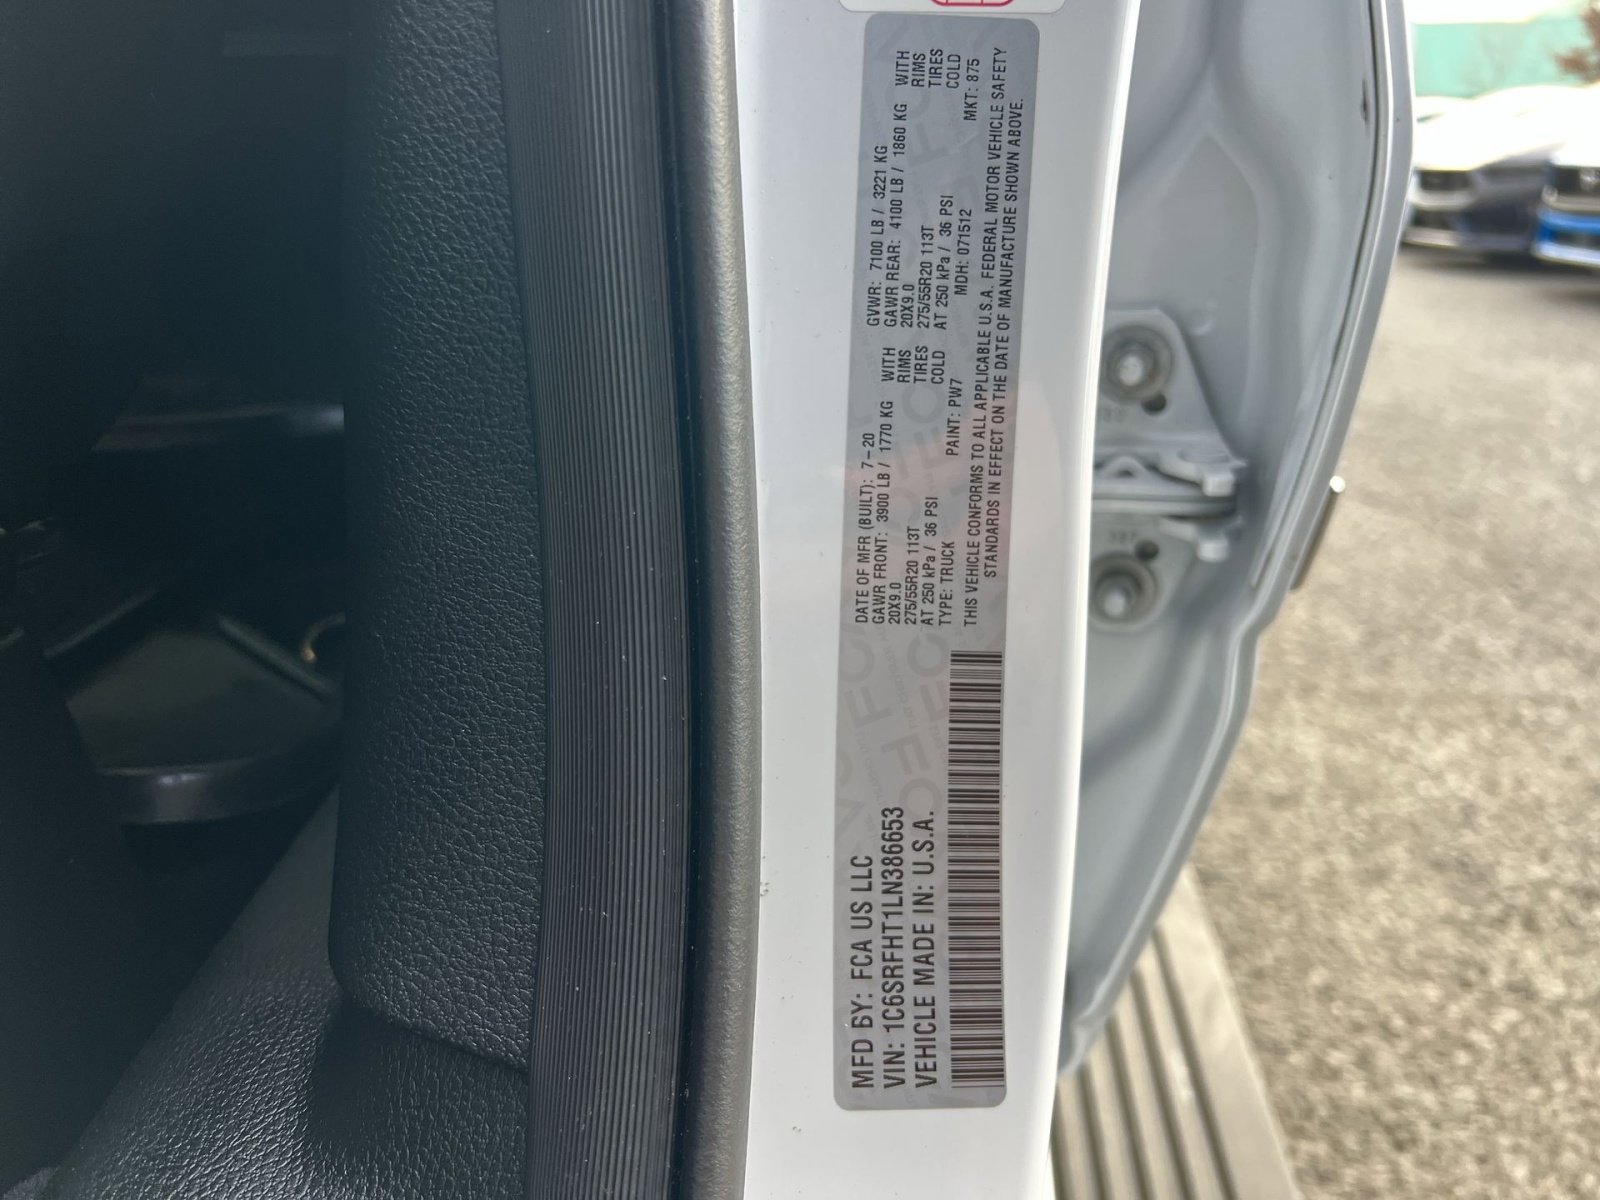 MFD BY: FCA US LLC
VIN: 1C6SRFHT1LN386653
VEHICLE MADE IN: U.S.A.
DATE OF MFR (BUILT): 7-20 GVWR: 7100 LB / 3221 KG
GAWR FRONT: 3900 LB / 1770 KG WITH GAWR REAR: 4100 LB / 1860 KG WITH
20X9.0 RIMS 20X9.0 RIMS
275/55R20 113T TIRES 275/55R20 113T TIRES
AT 250 kPa / 36 PSI COLD AT 250 kPa / 36 PSI COLD
TYPE: TRUCK PAINT: PW7 MDH: 071512 MKT: 875
THIS VEHICLE CONFORMS TO ALL APPLICABLE U.S.A. FEDERAL MOTOR VEHICLE SAFETY
STANDARDS IN EFFECT ON THE DATE OF MANUFACTURE SHOWN ABOVE.